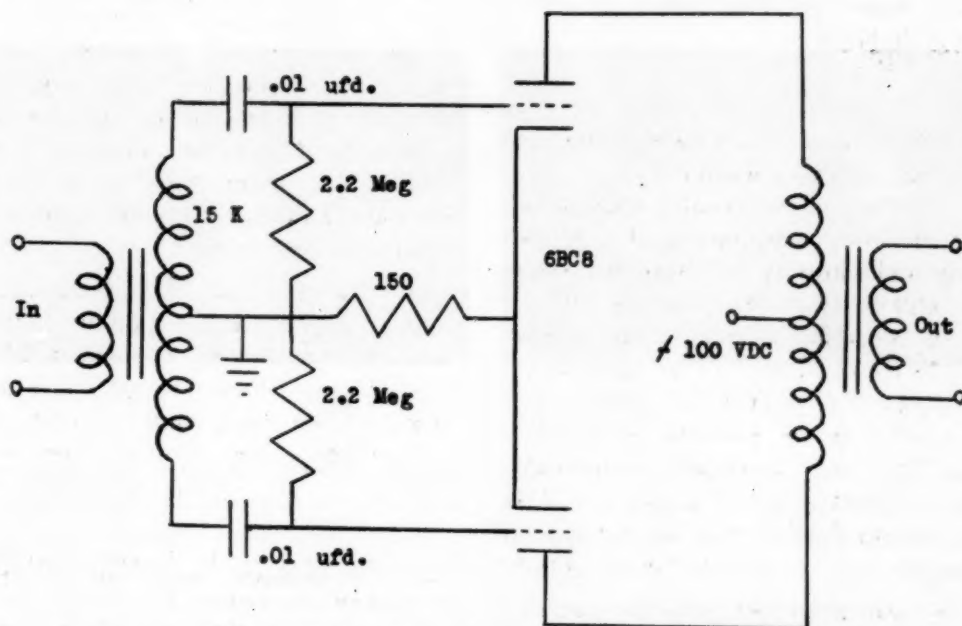 .01 ufd.
2.2 Meg
15 K
150
6BC8
In
Out
+ 100 VDC
2.2 Meg
.01 ufd.